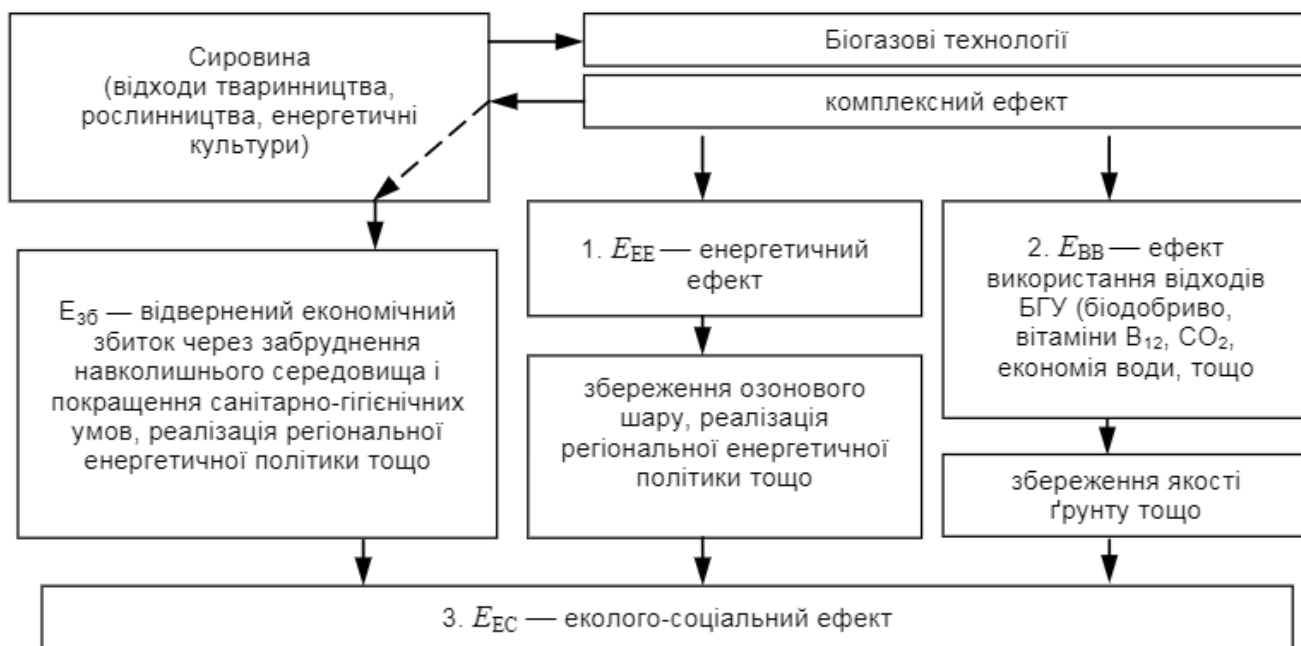 Сировина
(відходи тваринництва,
рослинництва, енергетичні
культури)
Біогазові технології
комплексний ефект
E₃б — відвернений економічний
збиток через забруднення
навколишнього середовища і
покращення санітарно-гігієнічних
умов, реалізація регіональної
енергетичної політики тощо
1. EЕЕ — енергетичний
ефект
збереження озонового
шару, реалізація
регіональної енергетичної
політики тощо
2. EВВ — ефект
використання відходів
БГУ (біодобриво,
вітаміни B₁₂, CO₂,
економія води, тощо
збереження якості
ґрунту тощо
3. EЕС — еколого-соціальний ефект